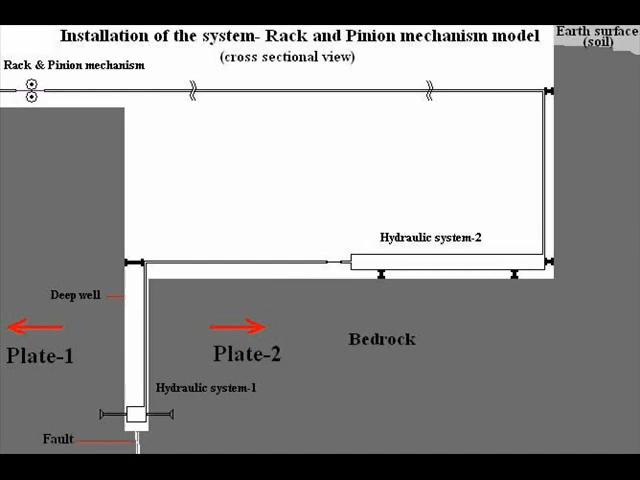 Installation of the system- Rack and Pinion mechanism model
(cross sectional view)
Earth surface
(soil)
Rack & Pinion mechanism
Hydraulic system-2
Deep well
Plate-1
Plate-2
Bedrock
Hydraulic system-1
Fault